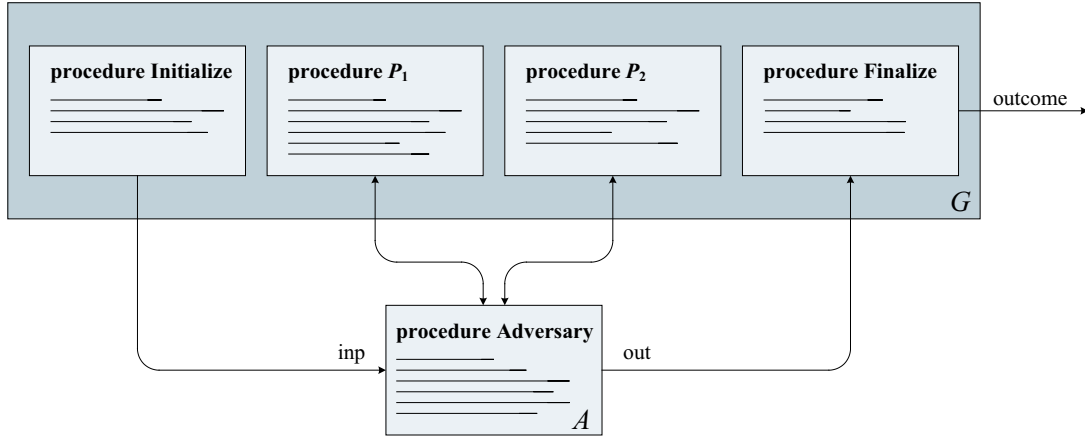 procedure Initialize
procedure P1
procedure P2
procedure Finalize
outcome
G
procedure Adversary
inp
out
A